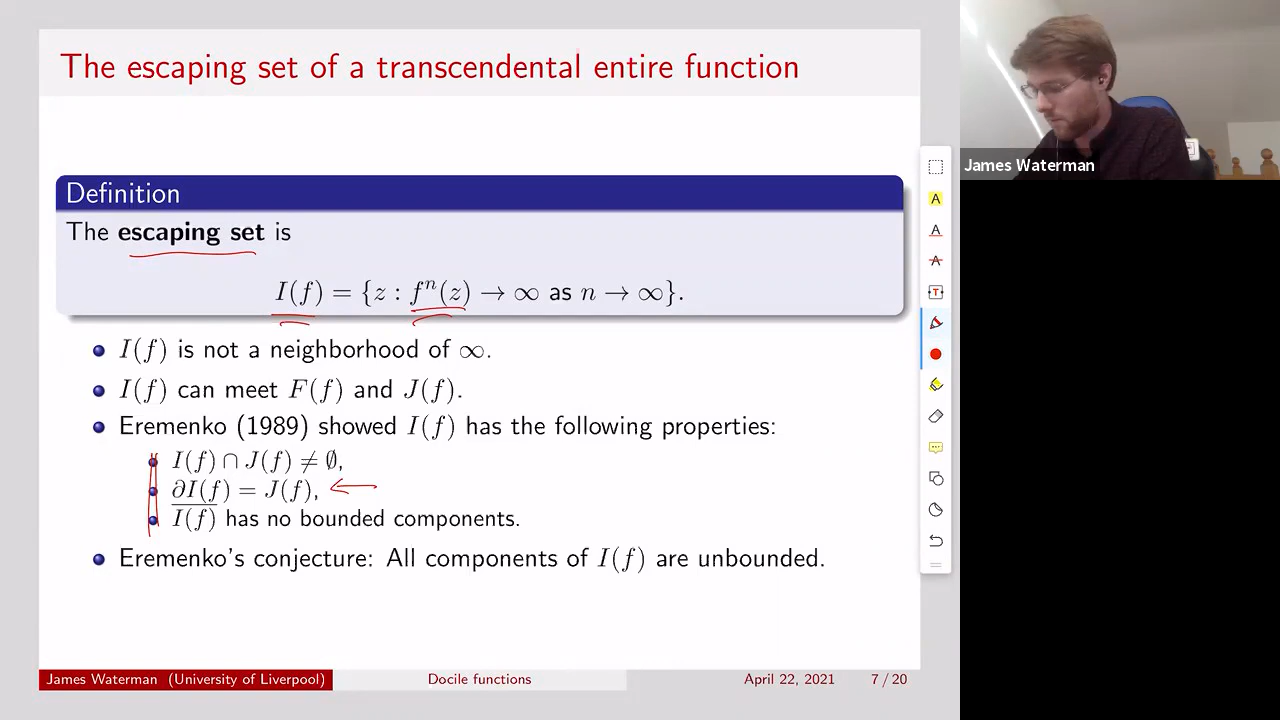 The escaping set of a transcendental entire function
James Waterman
Definition
The escaping set is
I(f) = {z : fⁿ(z) → ∞ as n → ∞}.
I(f) is not a neighborhood of ∞.
I(f) can meet F(f) and J(f).
Eremenko (1989) showed I(f) has the following properties:
I(f) ∩ J(f) ≠ ∅,
∂I(f) = J(f),
I̅(̅f̅)̅ has no bounded components.
Eremenko's conjecture: All components of I(f) are unbounded.
James Waterman (University of Liverpool) Docile functions April 22, 2021 7 / 20
A
A
A
T